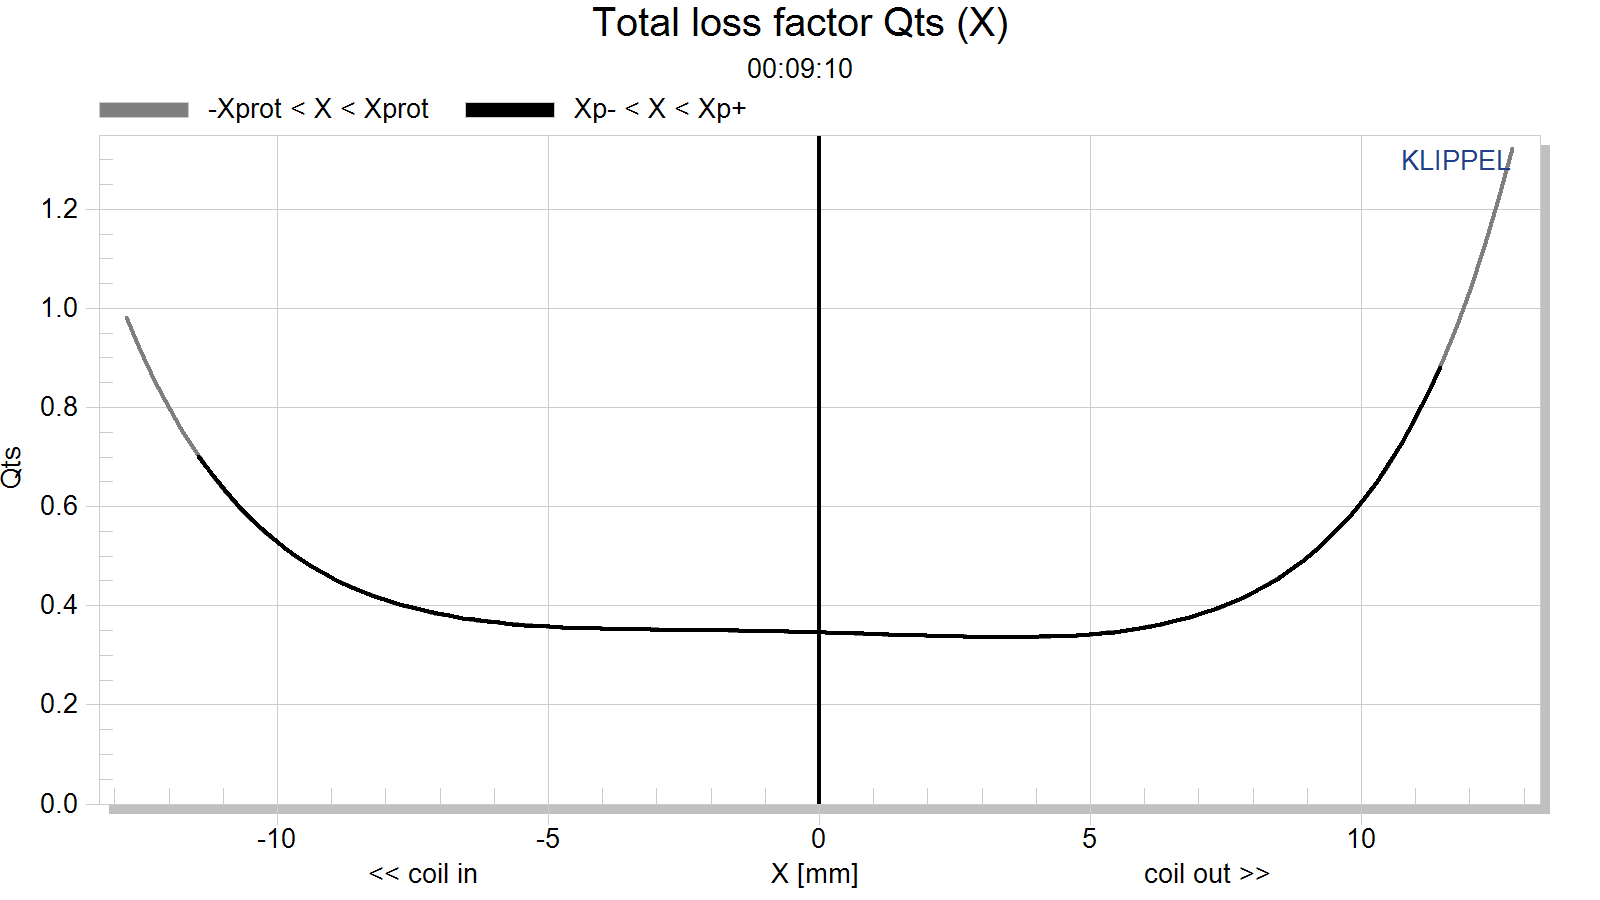 Total loss factor Qts (X)
00:09:10
-Xprot < X < Xprot Xp- < X < Xp+
KLIPPEL
1.2
1.0
0.8
0.6
0.4
0.2
0.0
Qts
-10 -5 0 5 10
<< coil in X [mm] coil out >>